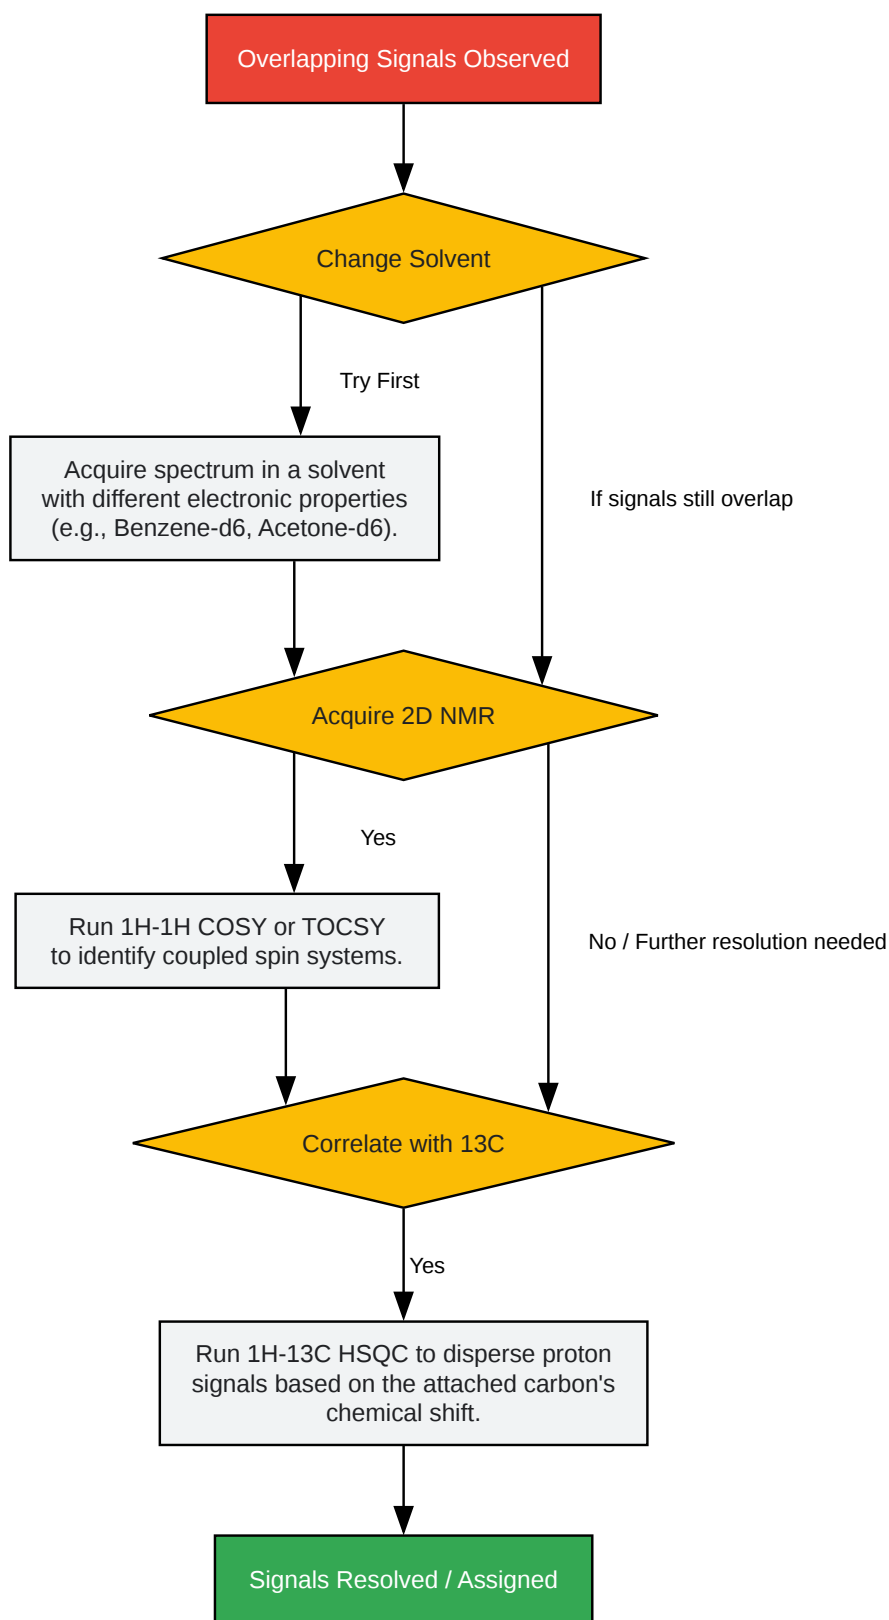 Overlapping Signals Observed
Change Solvent
Try First
Acquire spectrum in a solvent
with different electronic properties
(e.g., Benzene-d6, Acetone-d6).
If signals still overlap
Acquire 2D NMR
Yes
Run 1H-1H COSY or TOCSY
to identify coupled spin systems.
No / Further resolution needed
Correlate with 13C
Yes
Run 1H-13C HSQC to disperse proton
signals based on the attached carbon's
chemical shift.
Signals Resolved / Assigned